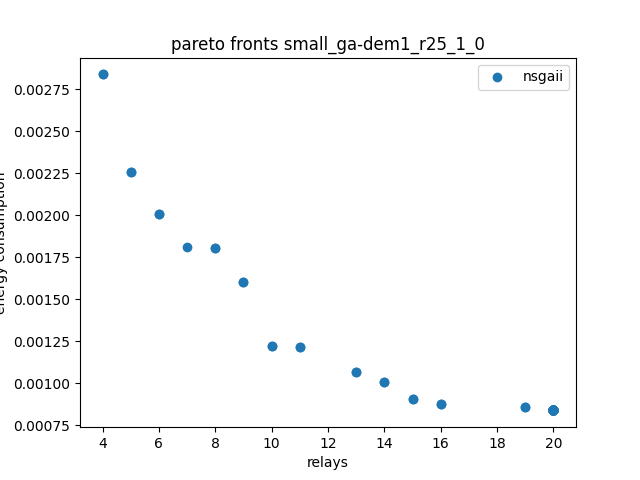 pareto fronts small_ga-dem1_r25_1_0
nsgaii
0.00275
0.00250
0.00225
0.00200
0.00175
0.00150
0.00125
0.00100
0.00075
energy consumption
4 6 8 10 12 14 16 18 20
relays